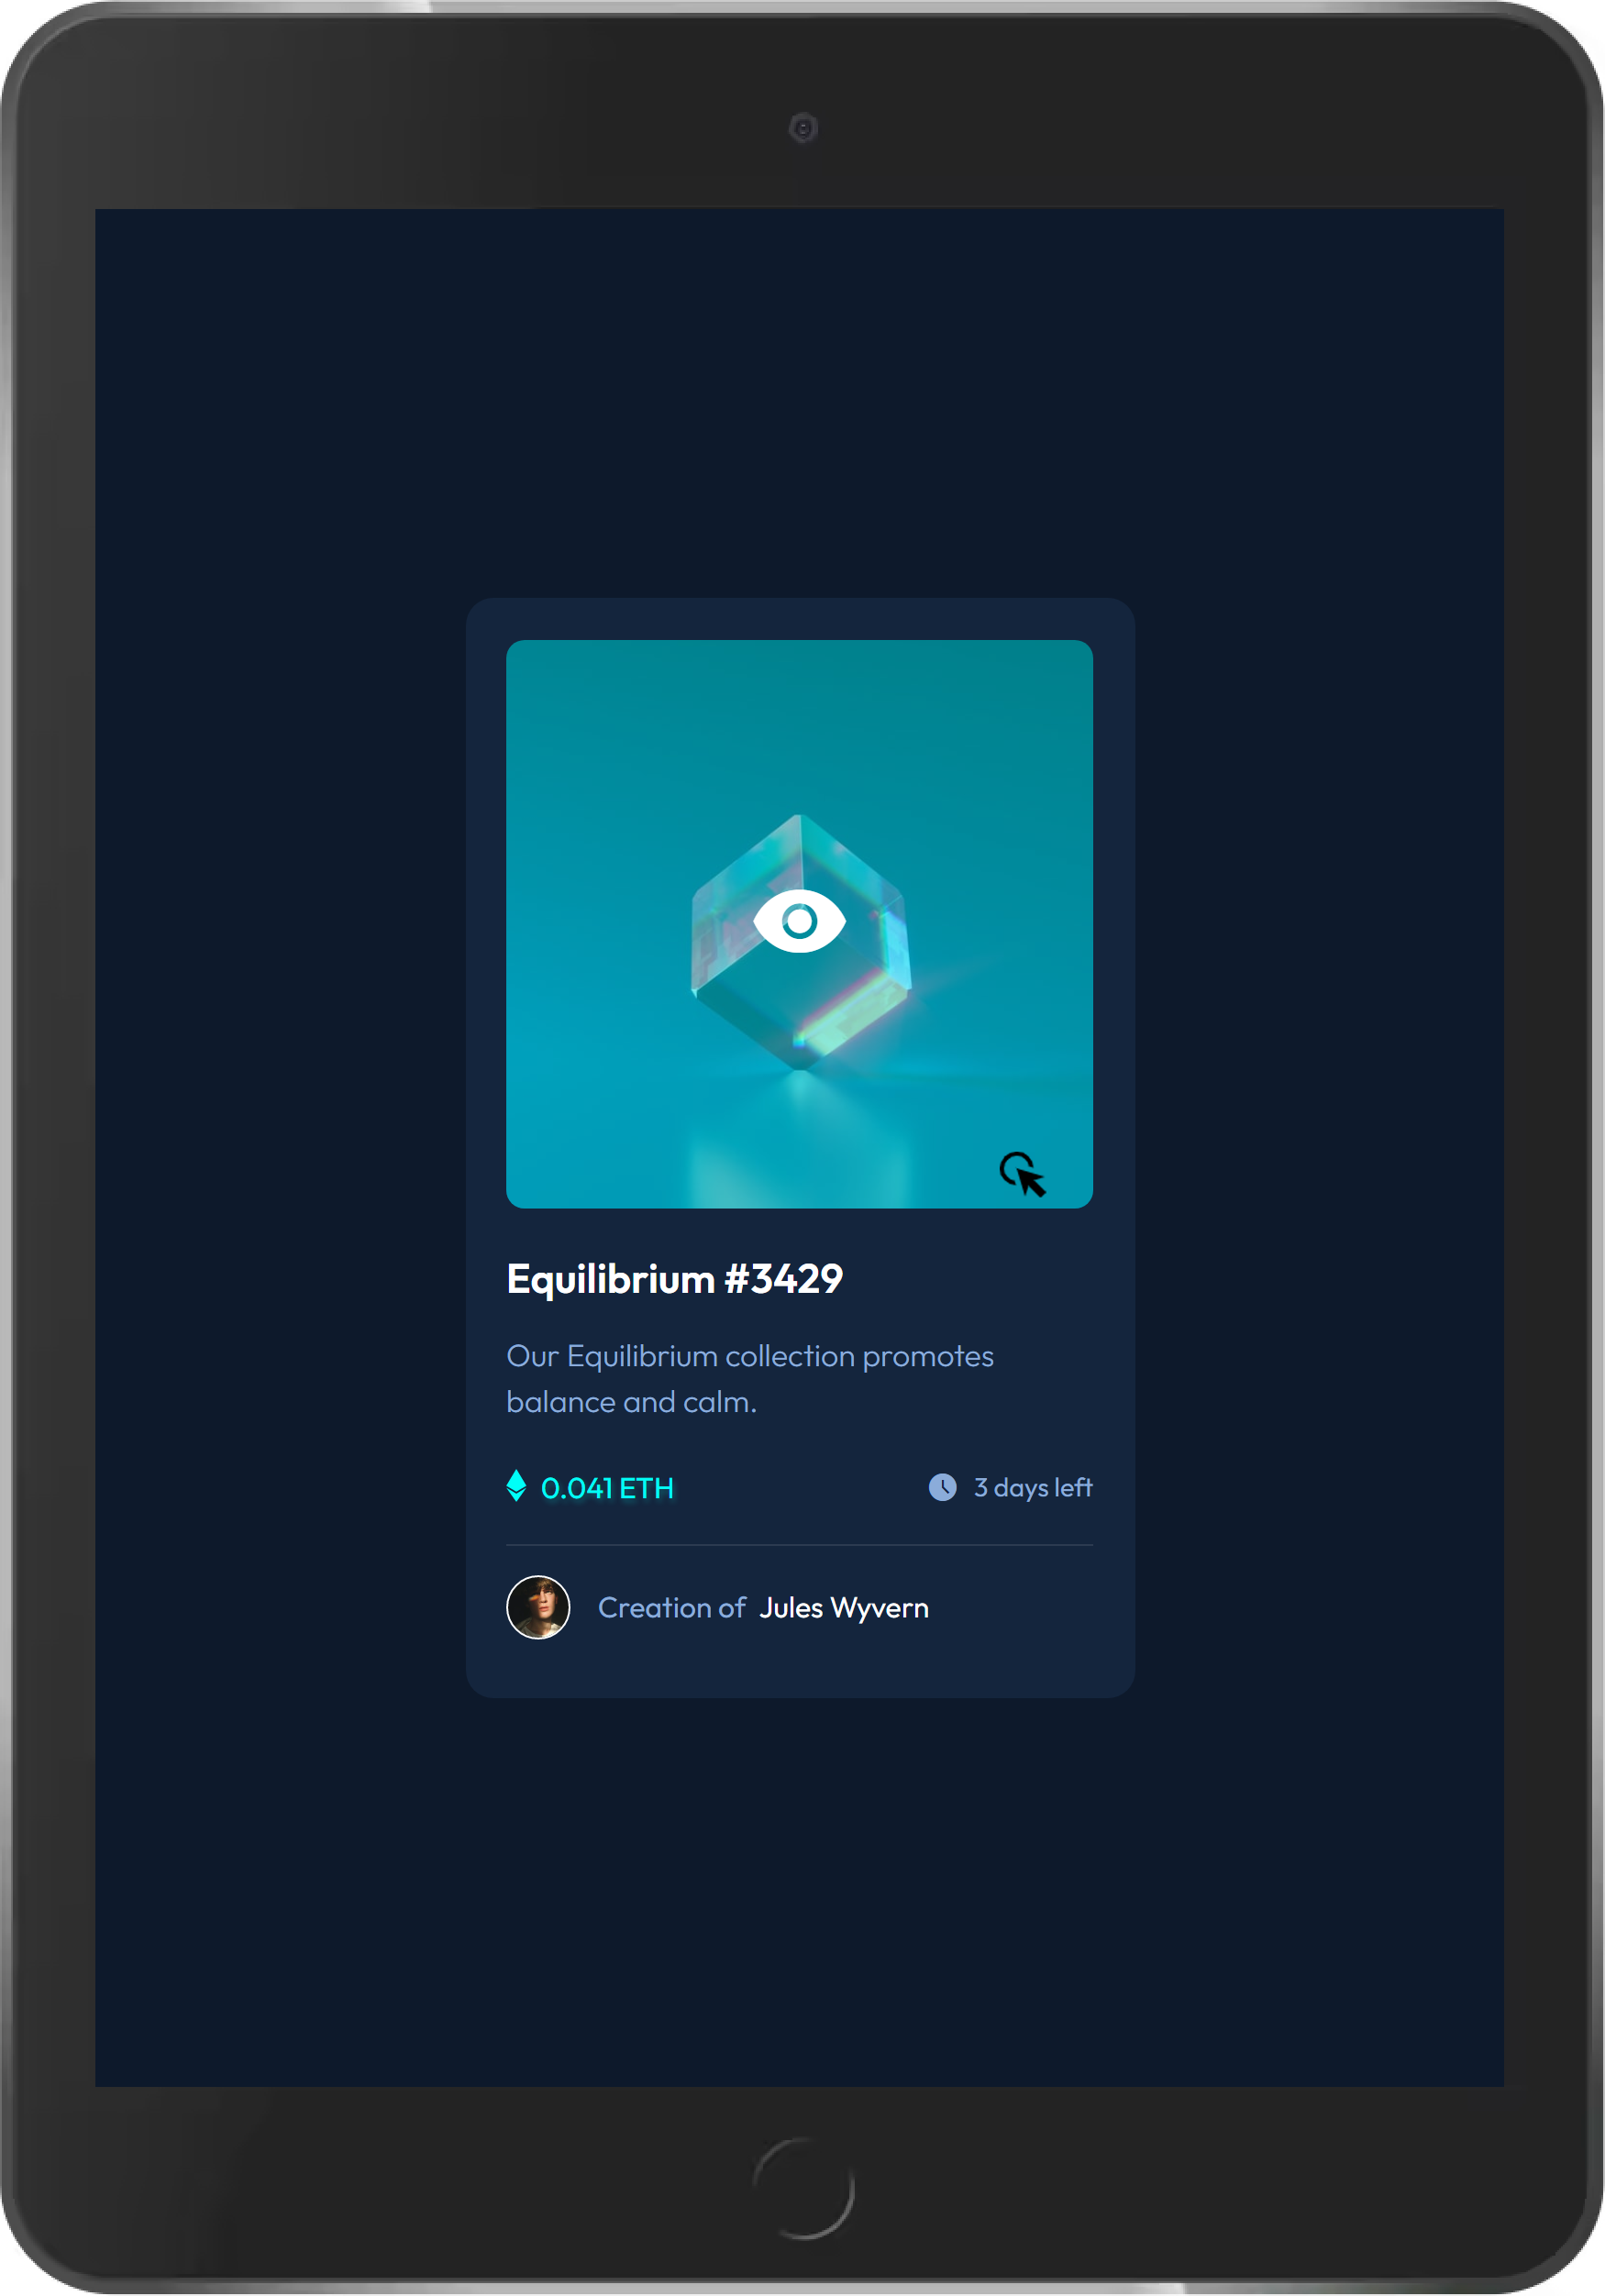 Equilibrium #3429
Our Equilibrium collection promotes
balance and calm.
0.041 ETH
3 days left
Creation of Jules Wyvern